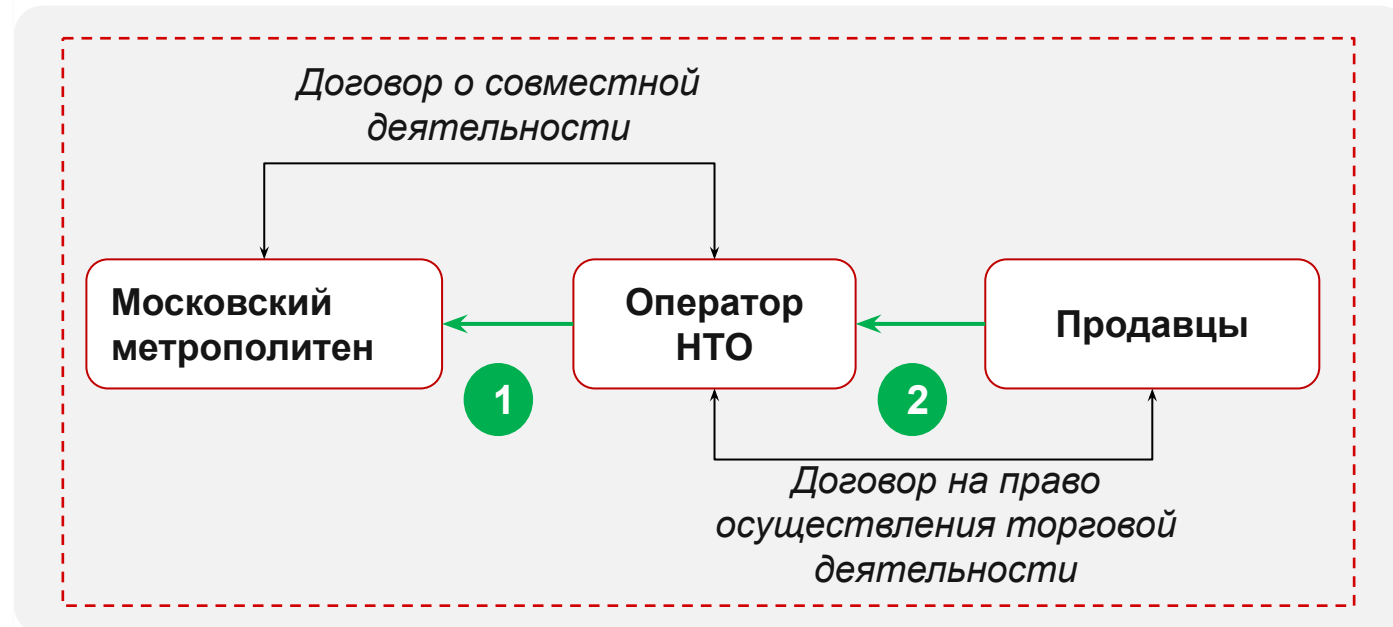 Договор о совместной
деятельности
Московский
метрополитен
Оператор
НТО
Продавцы
1
2
Договор на право
осуществления торговой
деятельности